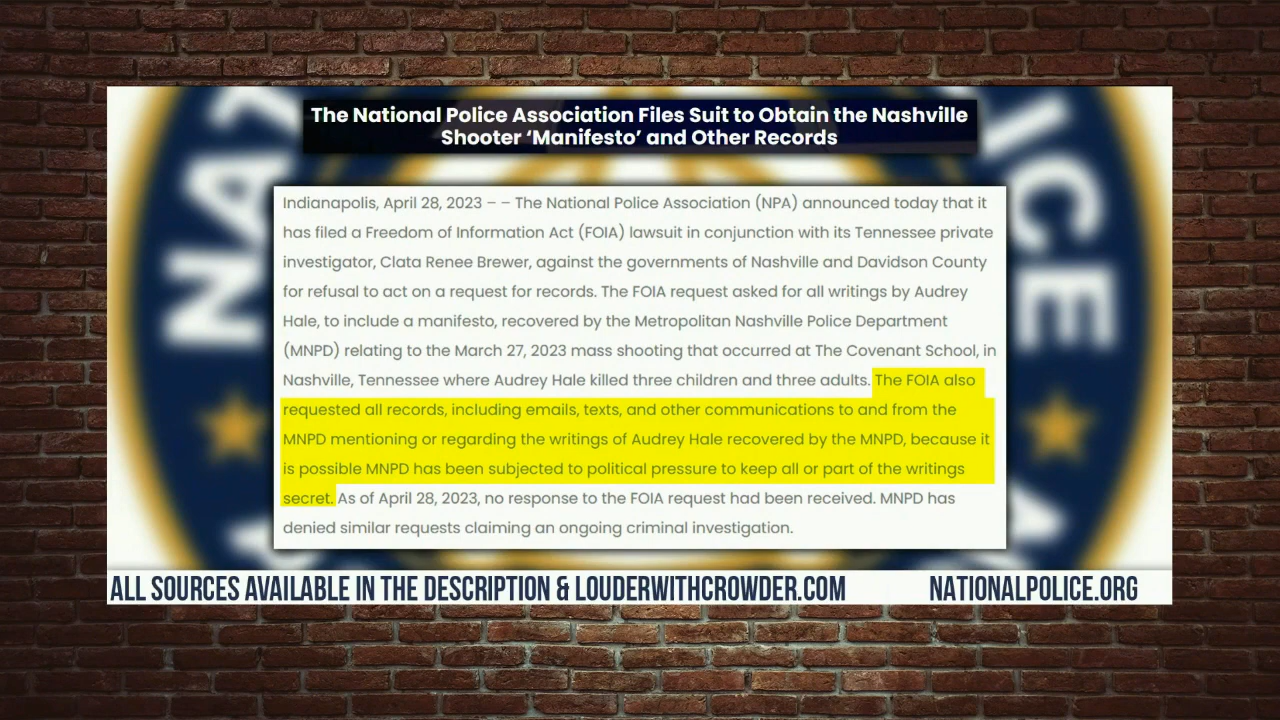 The National Police Association Files Suit to Obtain the Nashville
Shooter ‘Manifesto’ and Other Records
NAT
ICE
Indianapolis, April 28, 2023 – – The National Police Association (NPA) announced today that it
has filed a Freedom of Information Act (FOIA) lawsuit in conjunction with its Tennessee private
investigator, Clata Renee Brewer, against the governments of Nashville and Davidson County
for refusal to act on a request for records. The FOIA request asked for all writings by Audrey
Hale, to include a manifesto, recovered by the Metropolitan Nashville Police Department
(MNPD) relating to the March 27, 2023 mass shooting that occurred at The Covenant School, in
Nashville, Tennessee where Audrey Hale killed three children and three adults. The FOIA also
requested all records, including emails, texts, and other communications to and from the
MNPD mentioning or regarding the writings of Audrey Hale recovered by the MNPD, because it
is possible MNPD has been subjected to political pressure to keep all or part of the writings
secret. As of April 28, 2023, no response to the FOIA request had been received. MNPD has
denied similar requests claiming an ongoing criminal investigation.
ALL SOURCES AVAILABLE IN THE DESCRIPTION & LOUDERWITHCROWDER.COM
NATIONALPOLICE.ORG